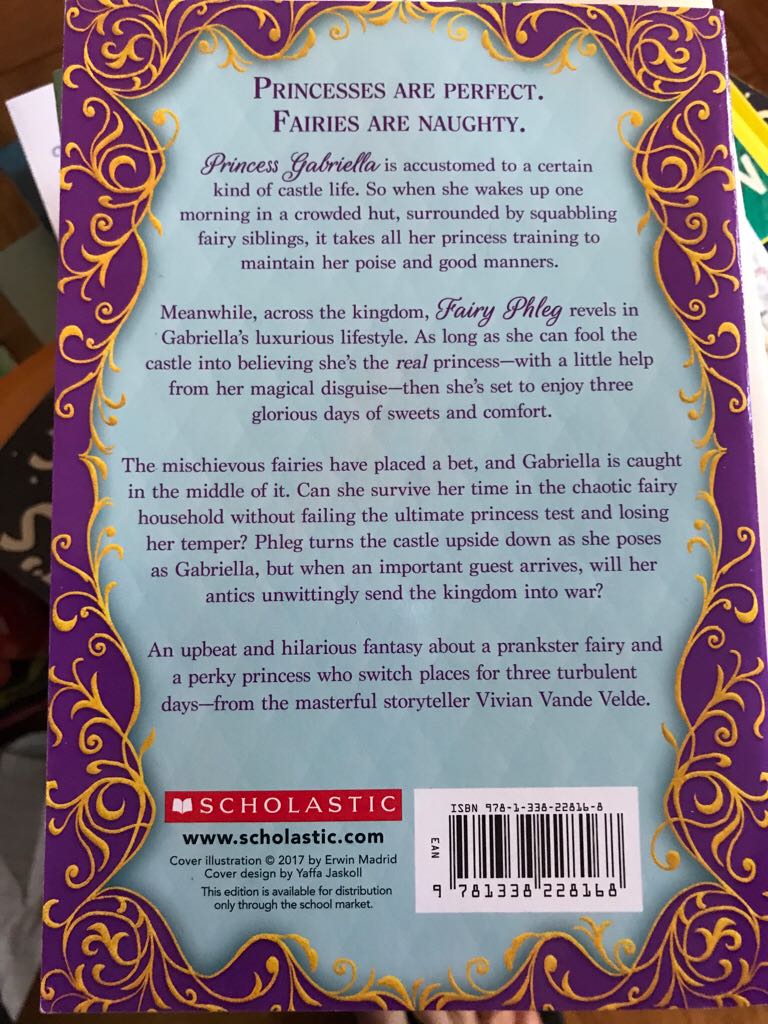 PRINCESSES ARE PERFECT.
FAIRIES ARE NAUGHTY.
Princess Gabriella is accustomed to a certain
kind of castle life. So when she wakes up one
morning in a crowded hut, surrounded by squabbling
fairy siblings, it takes all her princess training to
maintain her poise and good manners.
Meanwhile, across the kingdom, Fairy Phleg revels in
Gabriella's luxurious lifestyle. As long as she can fool the
castle into believing she's the real princess—with a little help
from her magical disguise—then she's set to enjoy three
glorious days of sweets and comfort.
The mischievous fairies have placed a bet, and Gabriella is caught
in the middle of it. Can she survive her time in the chaotic fairy
household without failing the ultimate princess test and losing
her temper? Phleg turns the castle upside down as she poses
as Gabriella, but when an important guest arrives, will her
antics unwittingly send the kingdom into war?
An upbeat and hilarious fantasy about a prankster fairy and
a perky princess who switch places for three turbulent
days—from the masterful storyteller Vivian Vande Velde.
SCHOLASTIC
www.scholastic.com
Cover illustration © 2017 by Erwin Madrid
Cover design by Yaffa Jaskoll
This edition is available for distribution
only through the school market.
ISBN 978-1-338-22816-8
EAN
9 781338 228168